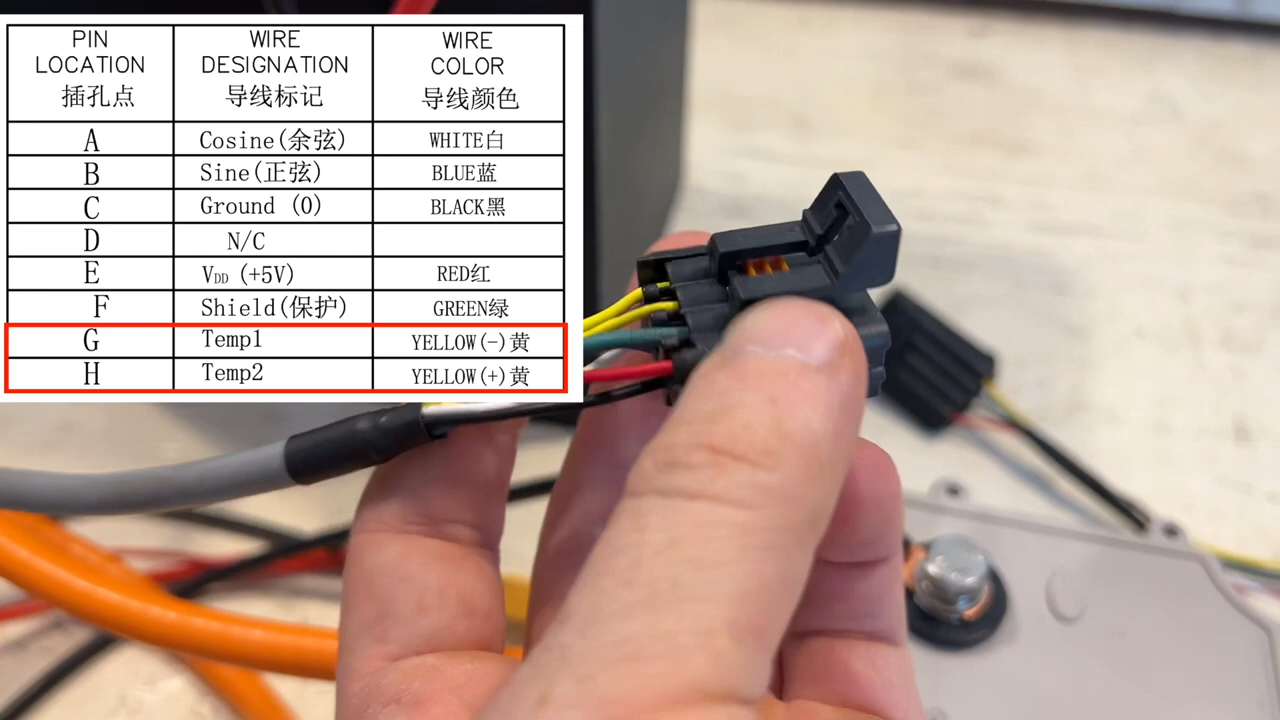 PIN LOCATION 插孔点 WIRE DESIGNATION 导线标记 WIRE COLOR 导线颜色
A Cosine(余弦) WHITE白
B Sine(正弦) BLUE蓝
C Ground (0) BLACK黑
D N/C
E VDD (+5V) RED红
F Shield(保护) GREEN绿
G Temp1 YELLOW(-)黄
H Temp2 YELLOW(+)黄